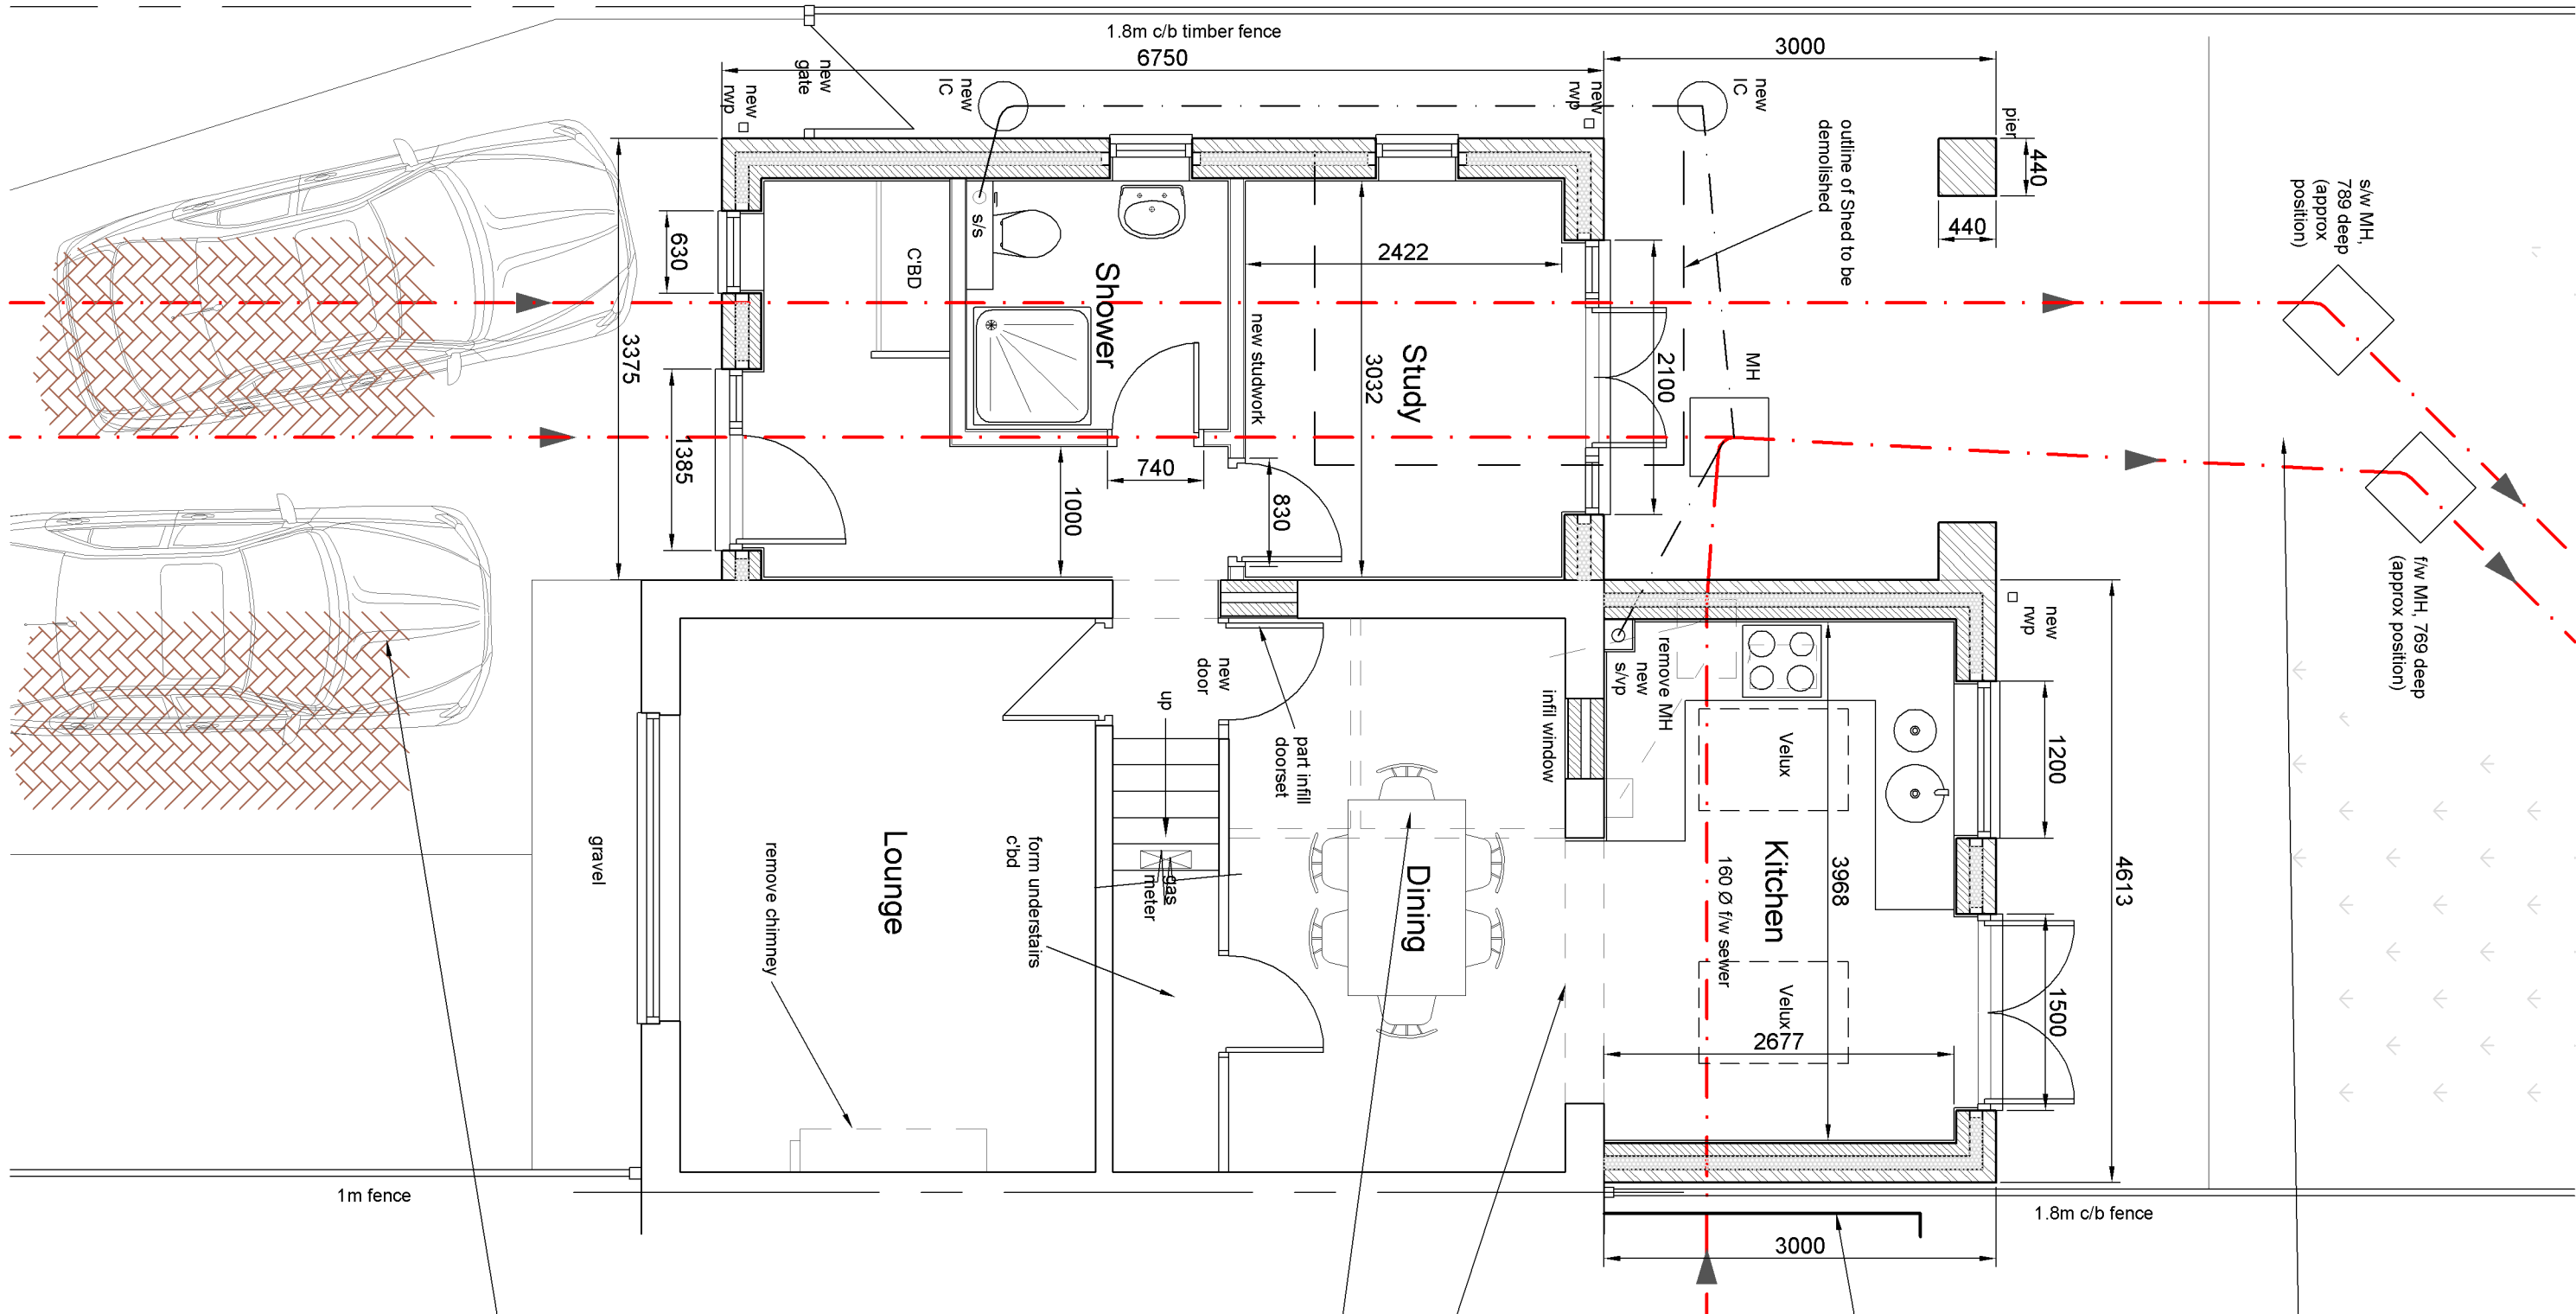 1.8m c/b timber fence
6750
3000
new
gate
new
rwp
new
IC
new
rwp
new
IC
pier
440
440
outline of Shed to be
demolished
s/w MH,
789 deep
(approx
position)
630
C'BD
s/s
Shower
2422
new studwork
3032
Study
2100
MH
3375
1385
740
1000
830
f/w MH, 769 deep
(approx position)
new
rwp
new
door
up
part infill
doorset
infil window
new
s/vp
remove MH
Velux
1200
4613
gravel
Lounge
remove chimney
form understairs
c'bd
gas
meter
Dining
Kitchen
3968
160 Ø f/w sewer
Velux
2677
1500
1m fence
1.8m c/b fence
3000